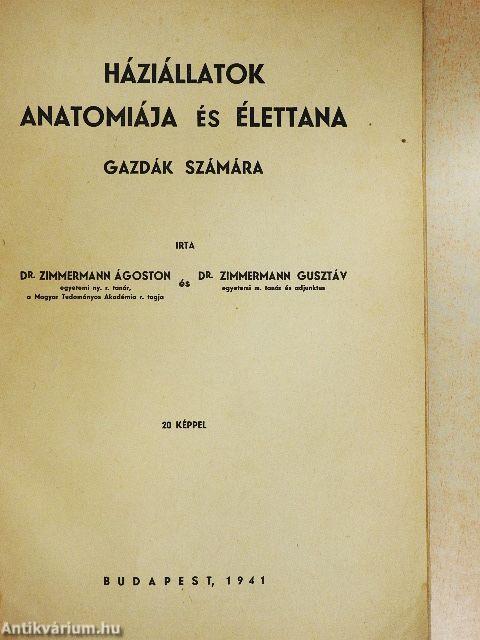 HÁZIÁLLATOK
ANATOMIÁJA ÉS ÉLETTANA
GAZDÁK SZÁMÁRA
IRTA
DR. ZIMMERMANN ÁGOSTON
egyetemi ny. r. tanár,
a Magyar Tudományos Akadémia r. tagja
és
DR. ZIMMERMANN GUSZTÁV
egyetemi m. tanár és adjunktus
20 KÉPPEL
BUDAPEST, 1941
Antikvárium.hu